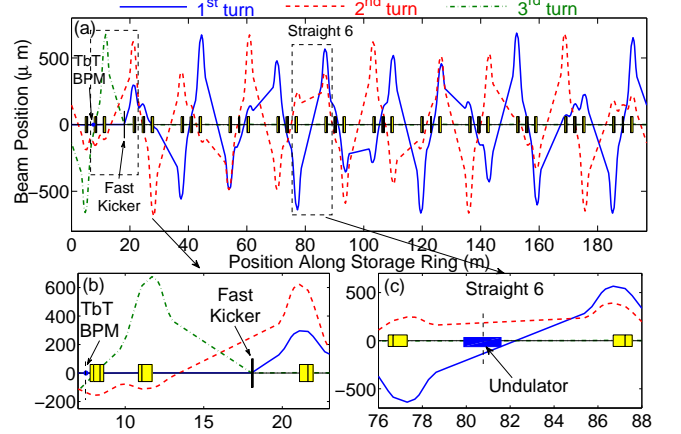 1st turn 2nd turn 3rd turn
(a)
Straight 6
TbT
BPM
Fast
Kicker
Beam Position (μ m)
500
0
−500
0 20 40 60 80 100 120 140 160 180
Position Along Storage Ring (m)
(b)
TbT
BPM
Fast
Kicker
600
400
200
0
−200
10 15 20
(c)
Straight 6
Undulator
500
0
−500
76 78 80 82 84 86 88